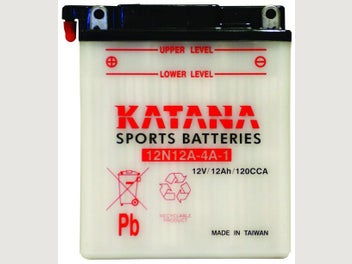 UPPER LEVEL
LOWER LEVEL
KATANA
SPORTS BATTERIES
12N12A-4A-1
12V/12Ah/120CCA
Pb
MADE IN TAIWAN